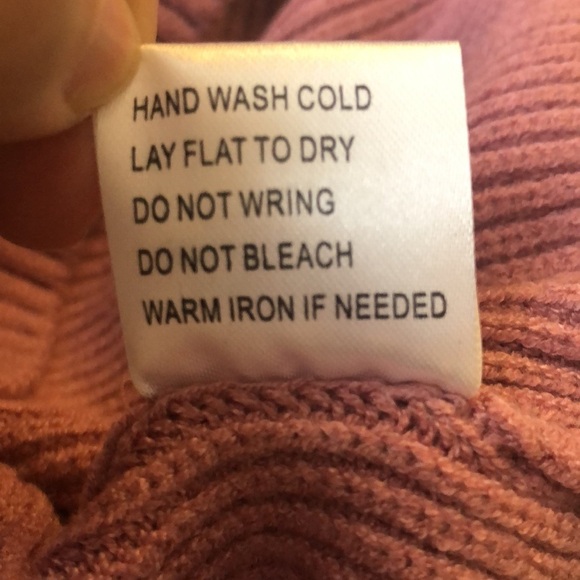 HAND WASH COLD
LAY FLAT TO DRY
DO NOT WRING
DO NOT BLEACH
WARM IRON IF NEEDED